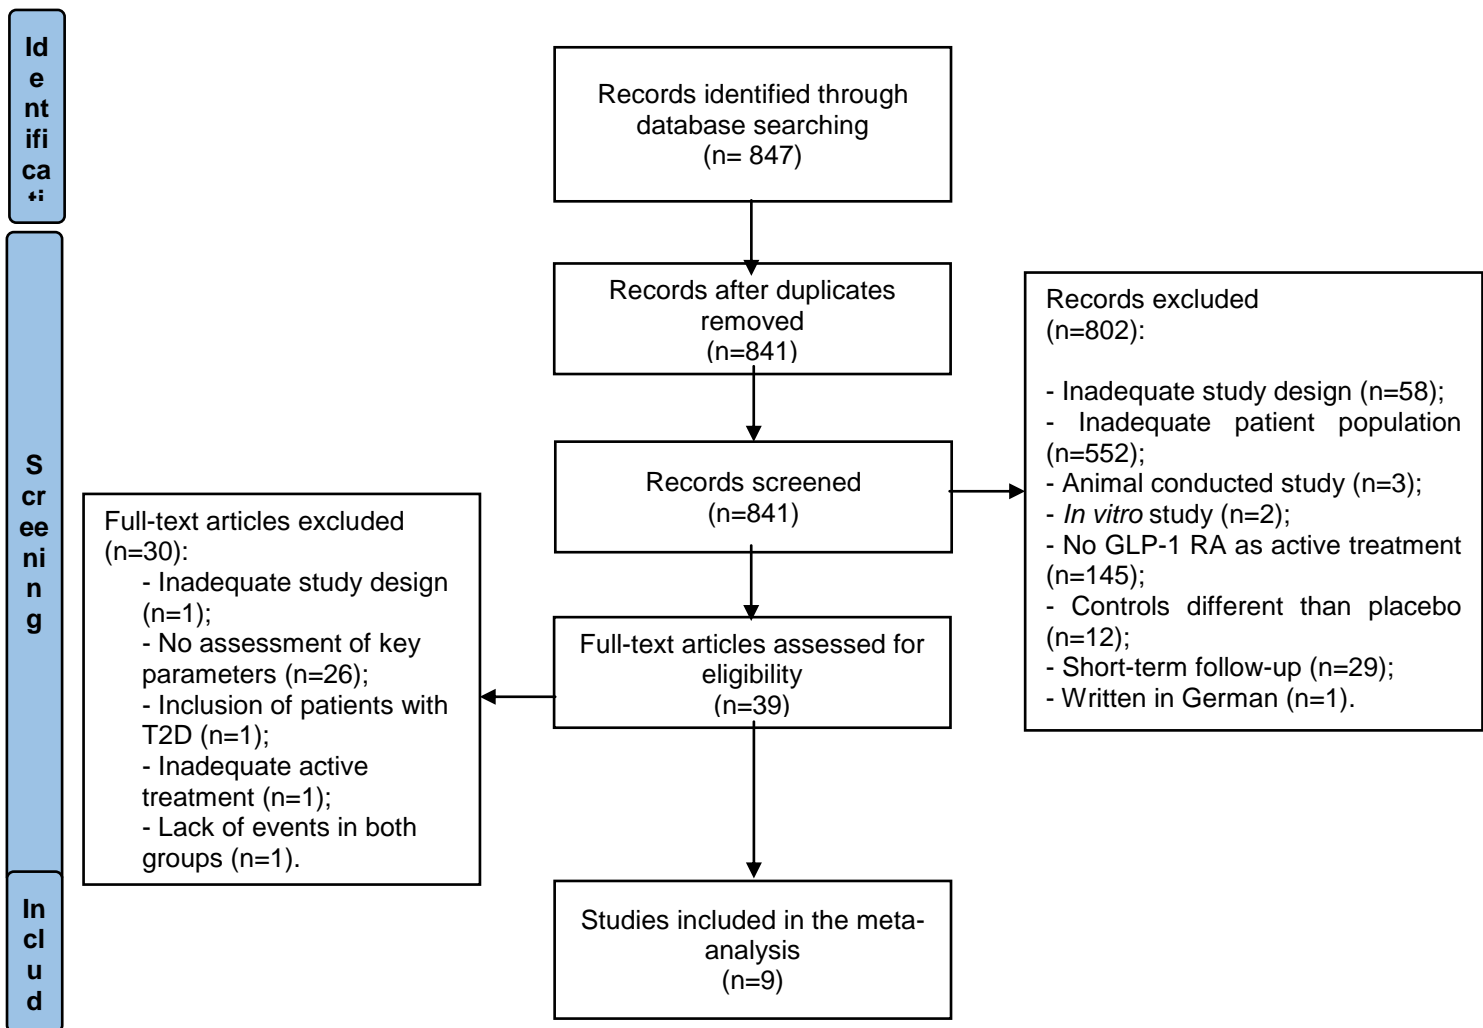 Id
e
nt
ifi
ca
ti
Records identified through
database searching
(n= 847)
S
cr
ee
ni
n
g
Records after duplicates
removed
(n=841)
Records screened
(n=841)
Records excluded
(n=802):
- Inadequate study design (n=58);
- Inadequate patient population
(n=552);
- Animal conducted study (n=3);
- In vitro study (n=2);
- No GLP-1 RA as active treatment
(n=145);
- Controls different than placebo
(n=12);
- Short-term follow-up (n=29);
- Written in German (n=1).
Full-text articles assessed for
eligibility
(n=39)
Full-text articles excluded
(n=30):
- Inadequate study design
(n=1);
- No assessment of key
parameters (n=26);
- Inclusion of patients with
T2D (n=1);
- Inadequate active
treatment (n=1);
- Lack of events in both
groups (n=1).
In
cl
u
d
Studies included in the meta-
analysis
(n=9)